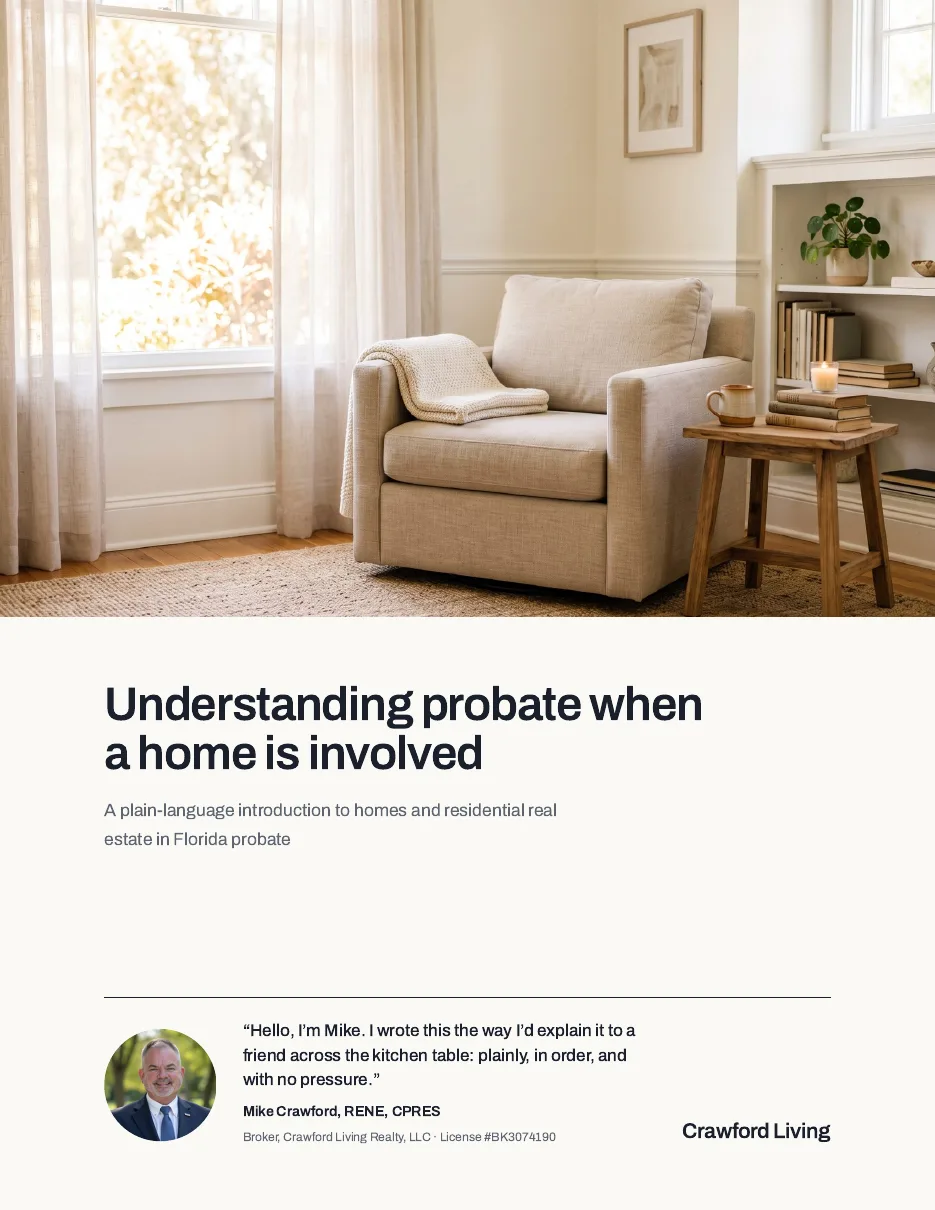 Understanding probate when
a home is involved
A plain-language introduction to homes and residential real
estate in Florida probate
“Hello, I’m Mike. I wrote this the way I’d explain it to a
friend across the kitchen table: plainly, in order, and
with no pressure.”
Mike Crawford, RENE, CPRES
Broker, Crawford Living Realty, LLC · License #BK3074190
Crawford Living